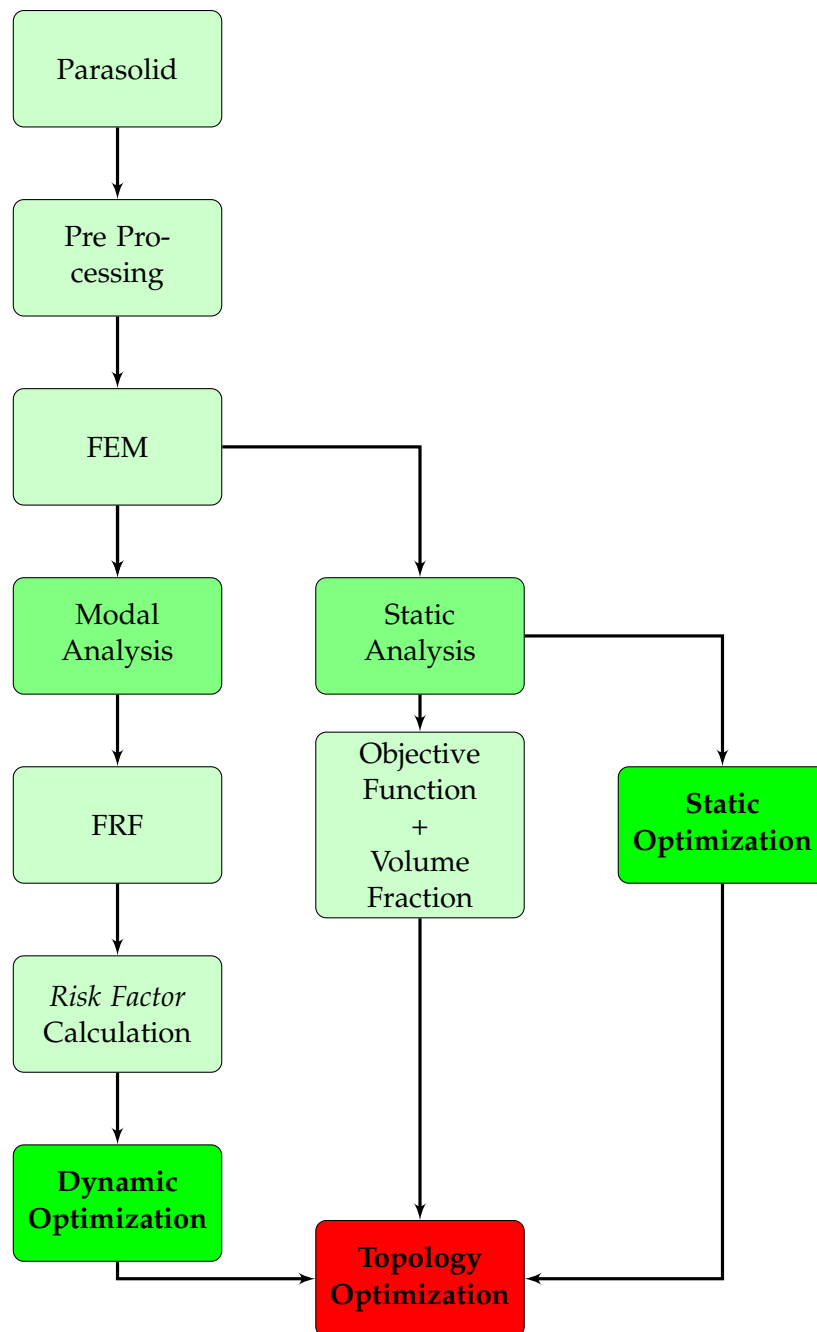 Parasolid
Pre Pro-
cessing
FEM
Modal
Analysis
Static
Analysis
FRF
Objective
Function
+
Volume
Fraction
Static
Optimization
Risk Factor
Calculation
Dynamic
Optimization
Topology
Optimization